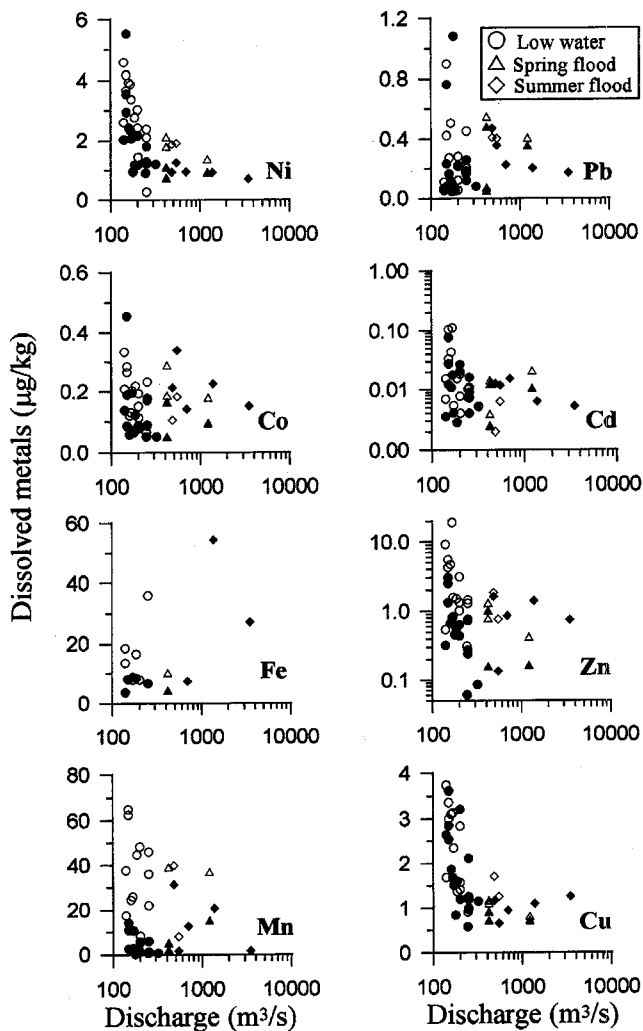 Dissolved metals (µg/kg)
6
4
2
0
Ni
100 1000 10000
1.2
0.8
0.4
0.0
Low water
Spring flood
Summer flood
Pb
100 1000 10000
0.6
0.4
0.2
0.0
Co
100 1000 10000
1.00
0.10
0.01
0.00
Cd
100 1000 10000
60
40
20
0
Fe
100 1000 10000
10.0
1.0
0.1
Zn
100 1000 10000
80
60
40
20
0
Mn
100 1000 10000
Discharge (m³/s)
4
3
2
1
0
Cu
100 1000 10000
Discharge (m³/s)